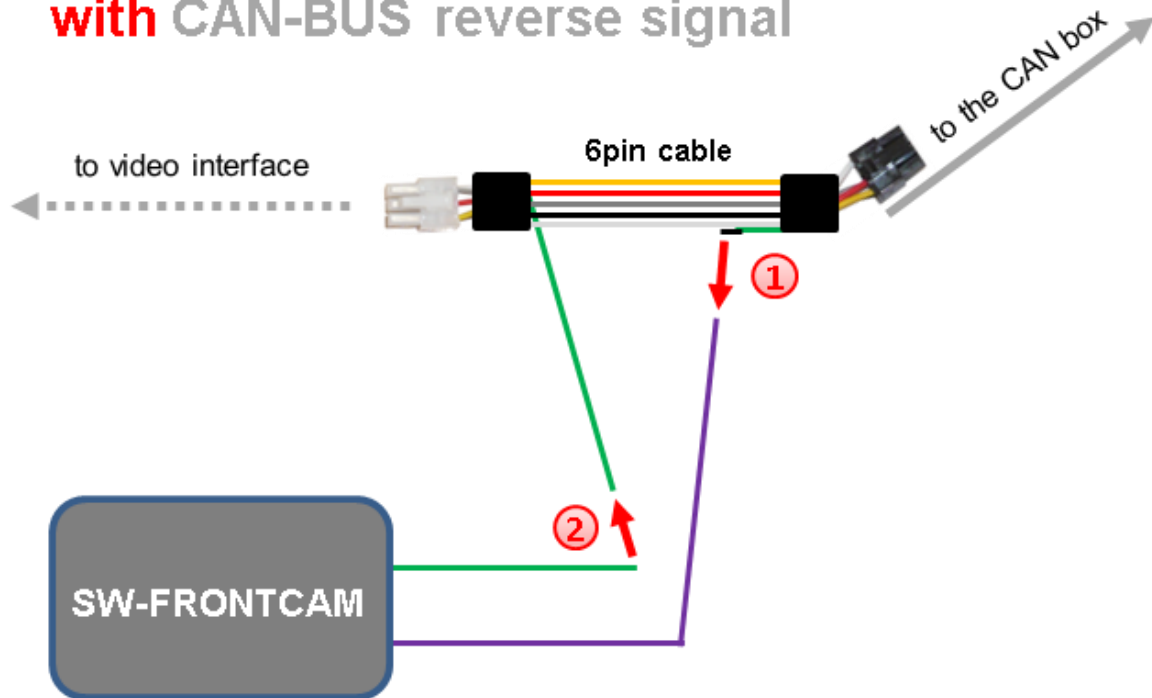 with CAN-BUS reverse signal
to the CAN box
6pin cable
to video interface
1
2
SW-FRONTCAM